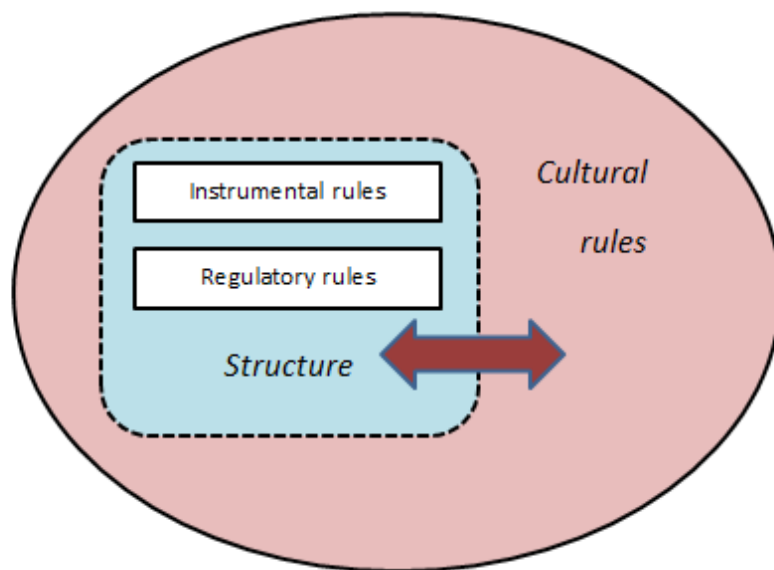 Instrumental rules
Cultural
rules
Regulatory rules
Structure